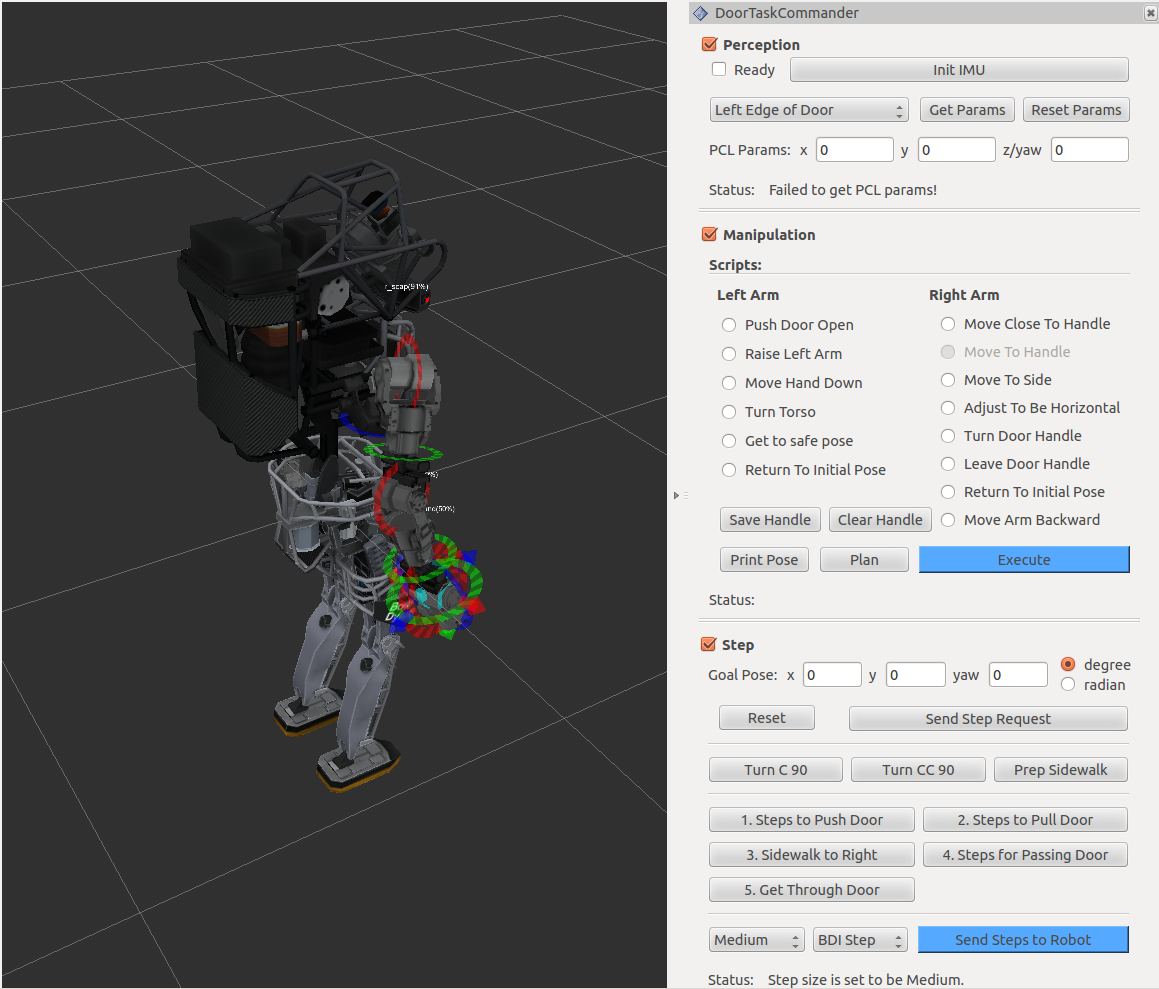 DoorTaskCommander
Perception
Ready Init IMU
Left Edge of Door Get Params Reset Params
PCL Params: x 0 y 0 z/yaw 0
Status: Failed to get PCL params!
Manipulation
Scripts:
Left Arm
Push Door Open
Raise Left Arm
Move Hand Down
Turn Torso
Get to safe pose
Return To Initial Pose
Right Arm
Move Close To Handle
Move To Handle
Move To Side
Adjust To Be Horizontal
Turn Door Handle
Leave Door Handle
Return To Initial Pose
Move Arm Backward
Save Handle Clear Handle
Print Pose Plan Execute
Status:
Step
Goal Pose: x 0 y 0 yaw 0 degree
radian
Reset Send Step Request
Turn C 90 Turn CC 90 Prep Sidewalk
1. Steps to Push Door 2. Steps to Pull Door
3. Sidewalk to Right 4. Steps for Passing Door
5. Get Through Door
Medium BDI Step Send Steps to Robot
Status: Step size is set to be Medium.
r_scap(91%)